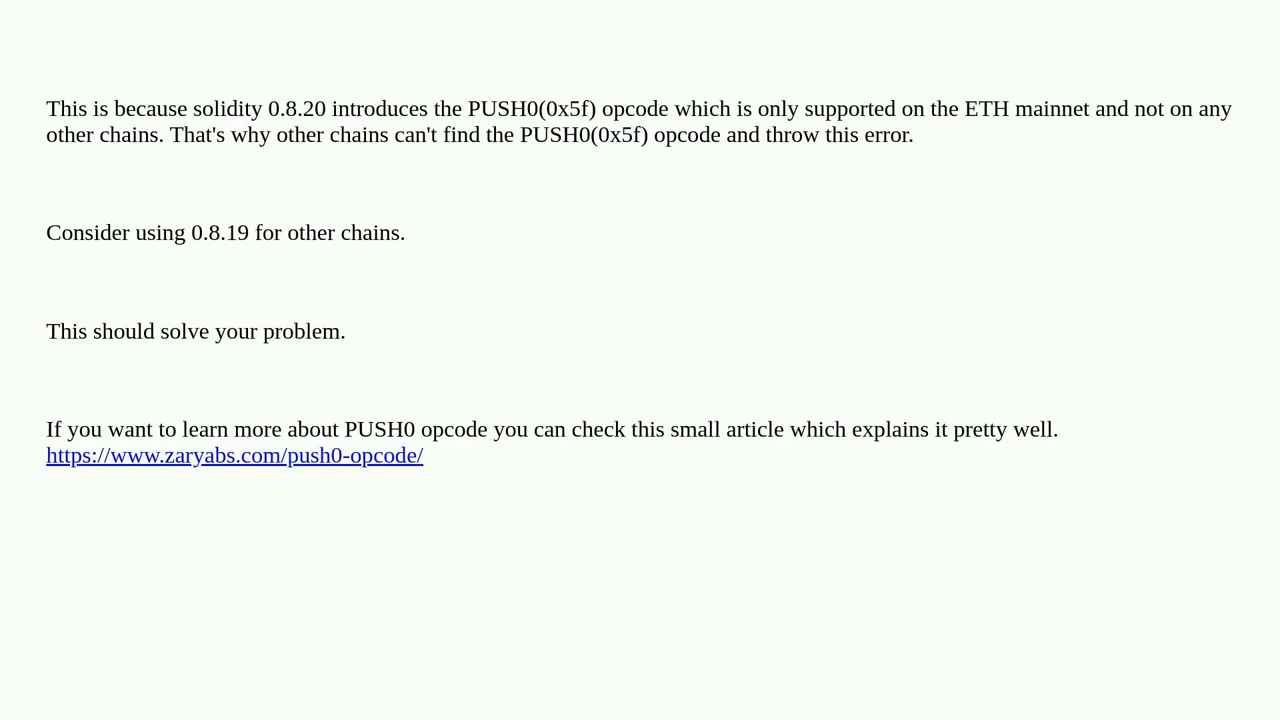 This is because solidity 0.8.20 introduces the PUSH0(0x5f) opcode which is only supported on the ETH mainnet and not on any
other chains. That's why other chains can't find the PUSH0(0x5f) opcode and throw this error.
Consider using 0.8.19 for other chains.
This should solve your problem.
If you want to learn more about PUSH0 opcode you can check this small article which explains it pretty well.
https://www.zaryabs.com/push0-opcode/